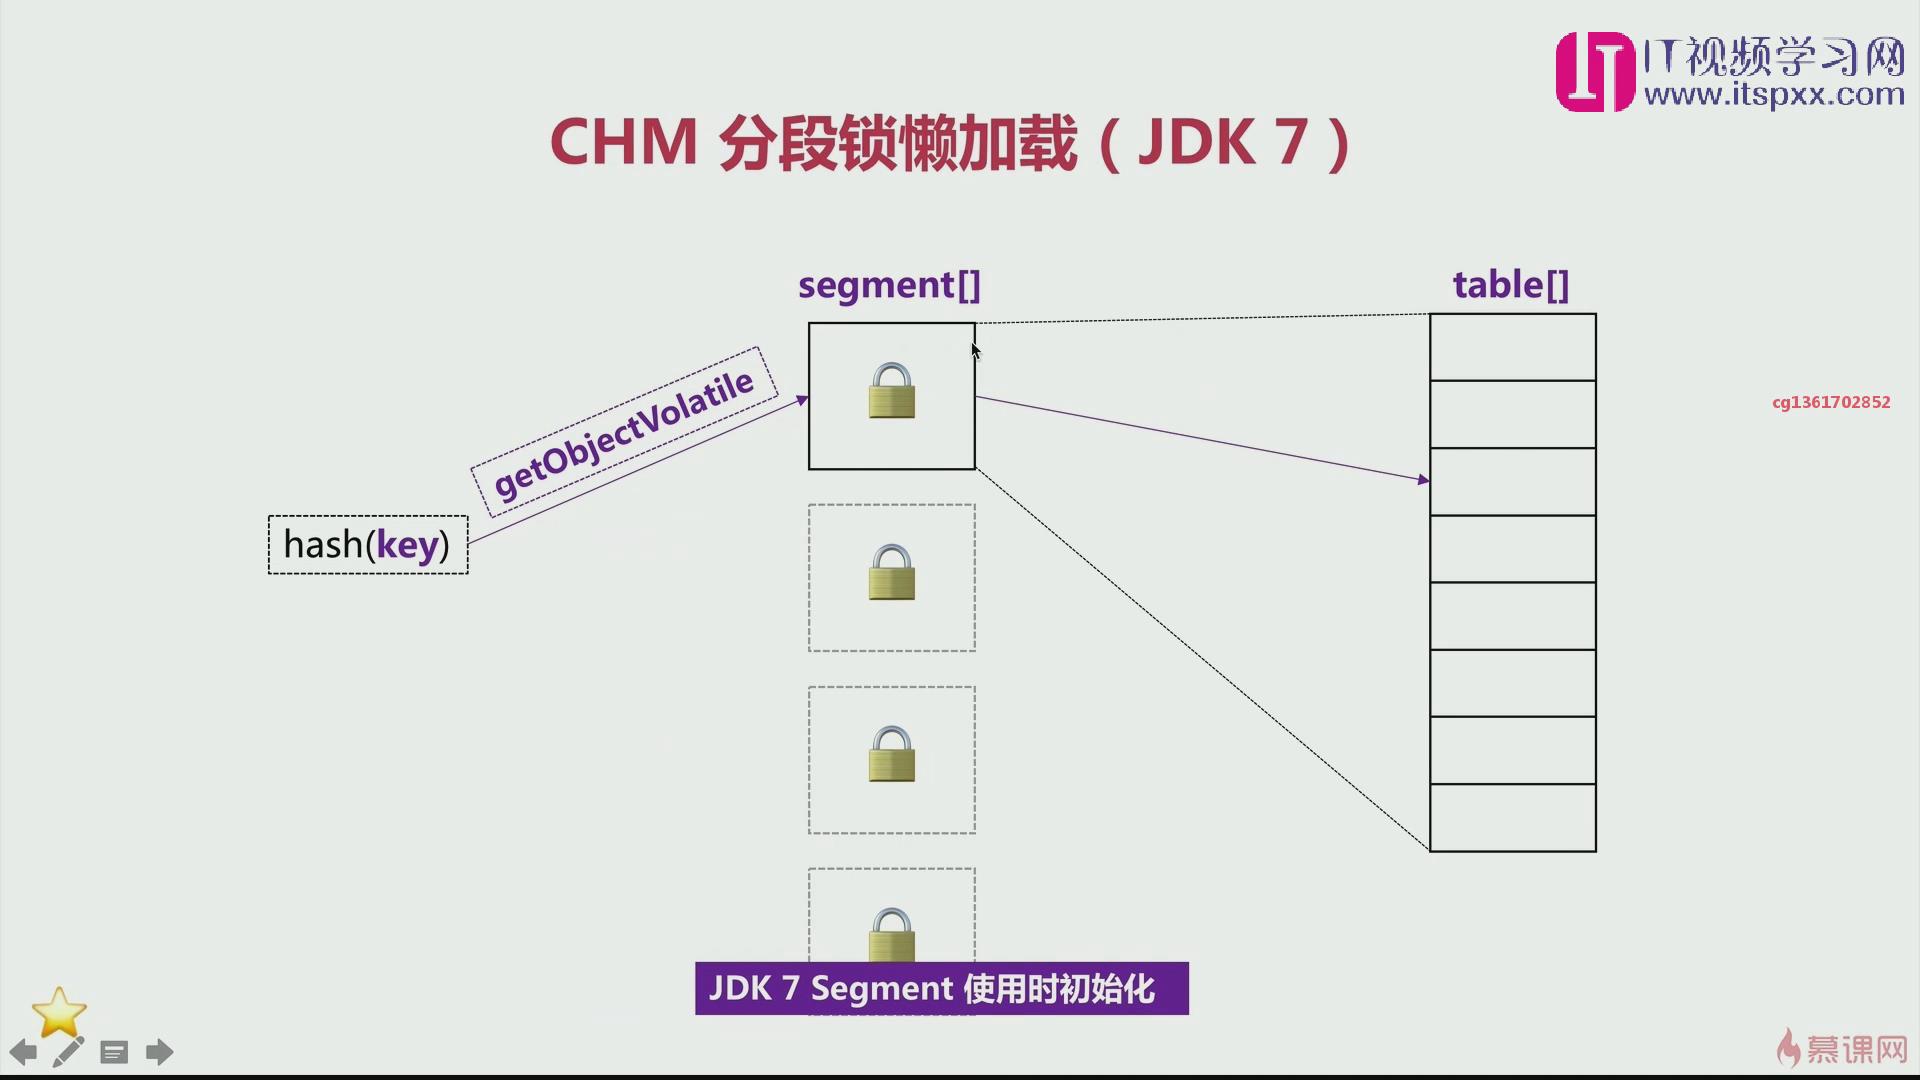 IT视频学习网
www.itspxx.com
CHM 分段锁懒加载（JDK 7）
segment[]
table[]
getObjectVolatile
cg1361702852
hash(key)
JDK 7 Segment 使用时初始化
慕课网